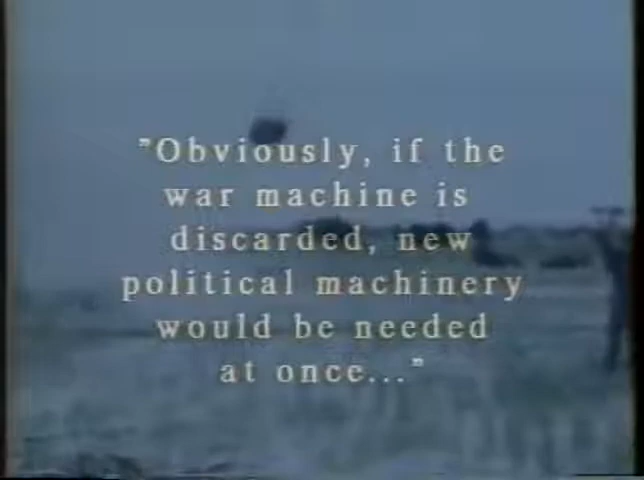 "Obviously, if the
war machine is
discarded, new
political machinery
would be needed
at once..."